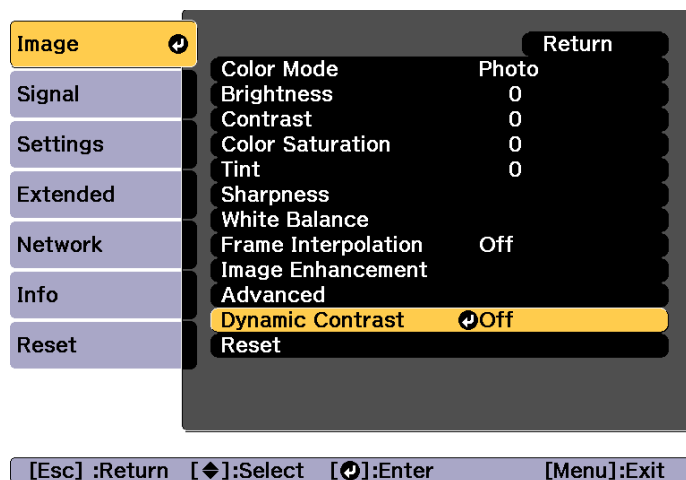 Image
Signal
Settings
Extended
Network
Info
Reset
Return
Color Mode Photo
Brightness 0
Contrast 0
Color Saturation 0
Tint 0
Sharpness
White Balance
Frame Interpolation Off
Image Enhancement
Advanced
Dynamic Contrast Off
Reset
[Esc] :Return [◆]:Select [↵]:Enter [Menu]:Exit